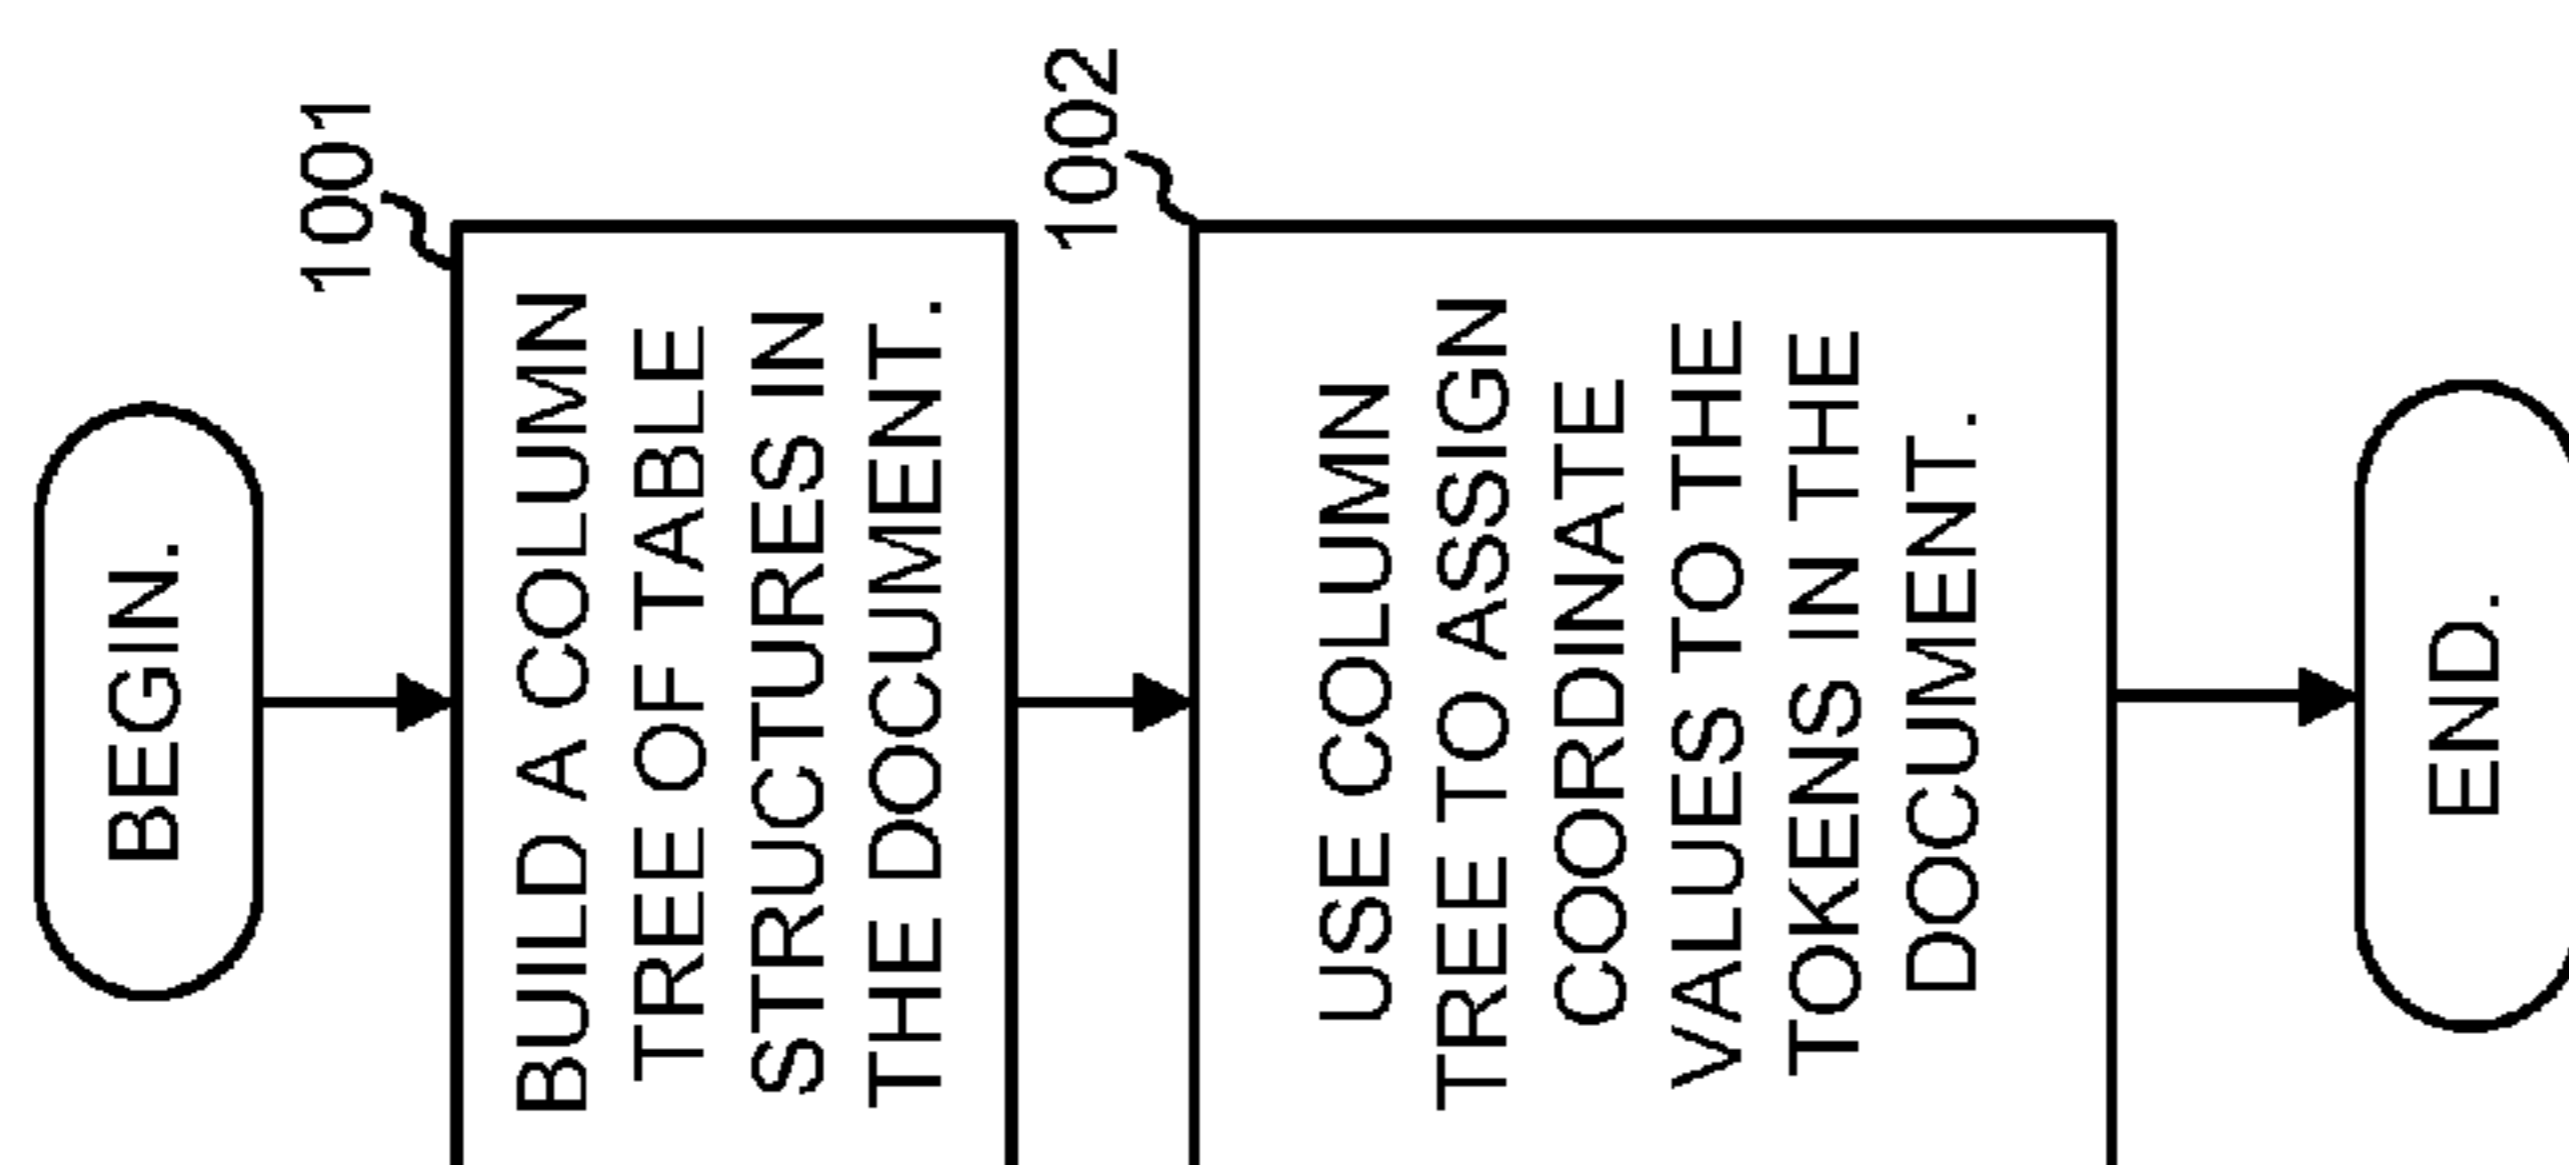 BEGIN.
1001
BUILD A COLUMN
TREE OF TABLE
STRUCTURES IN
THE DOCUMENT.
1002
USE COLUMN
TREE TO ASSIGN
COORDINATE
VALUES TO THE
TOKENS IN THE
DOCUMENT.
END.